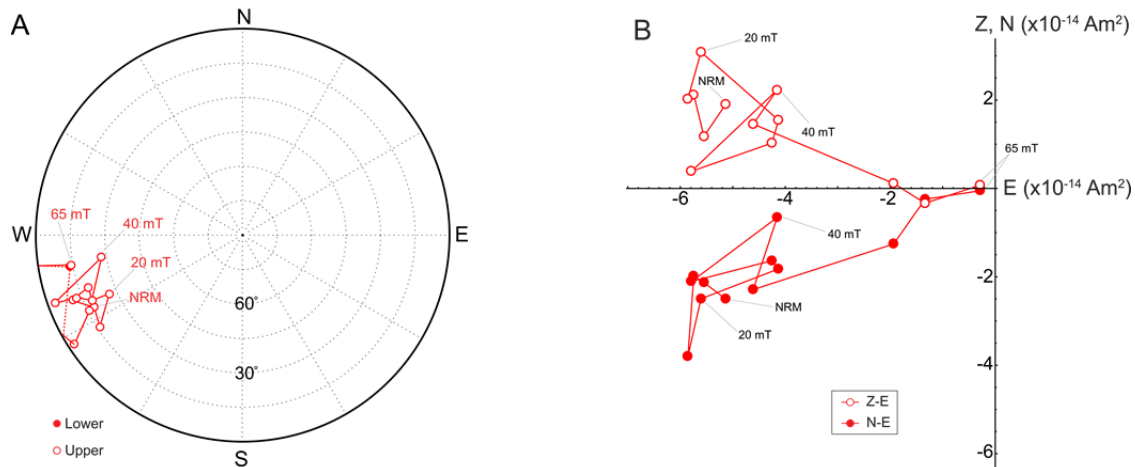 A
N
W
E
S
65 mT
40 mT
20 mT
NRM
60°
30°
Lower
Upper
B
Z, N (x10-14 Am2)
20 mT
NRM
40 mT
65 mT
2
-6
-4
-2
E (x10-14 Am2)
40 mT
NRM
20 mT
-2
-4
-6
Z-E
N-E